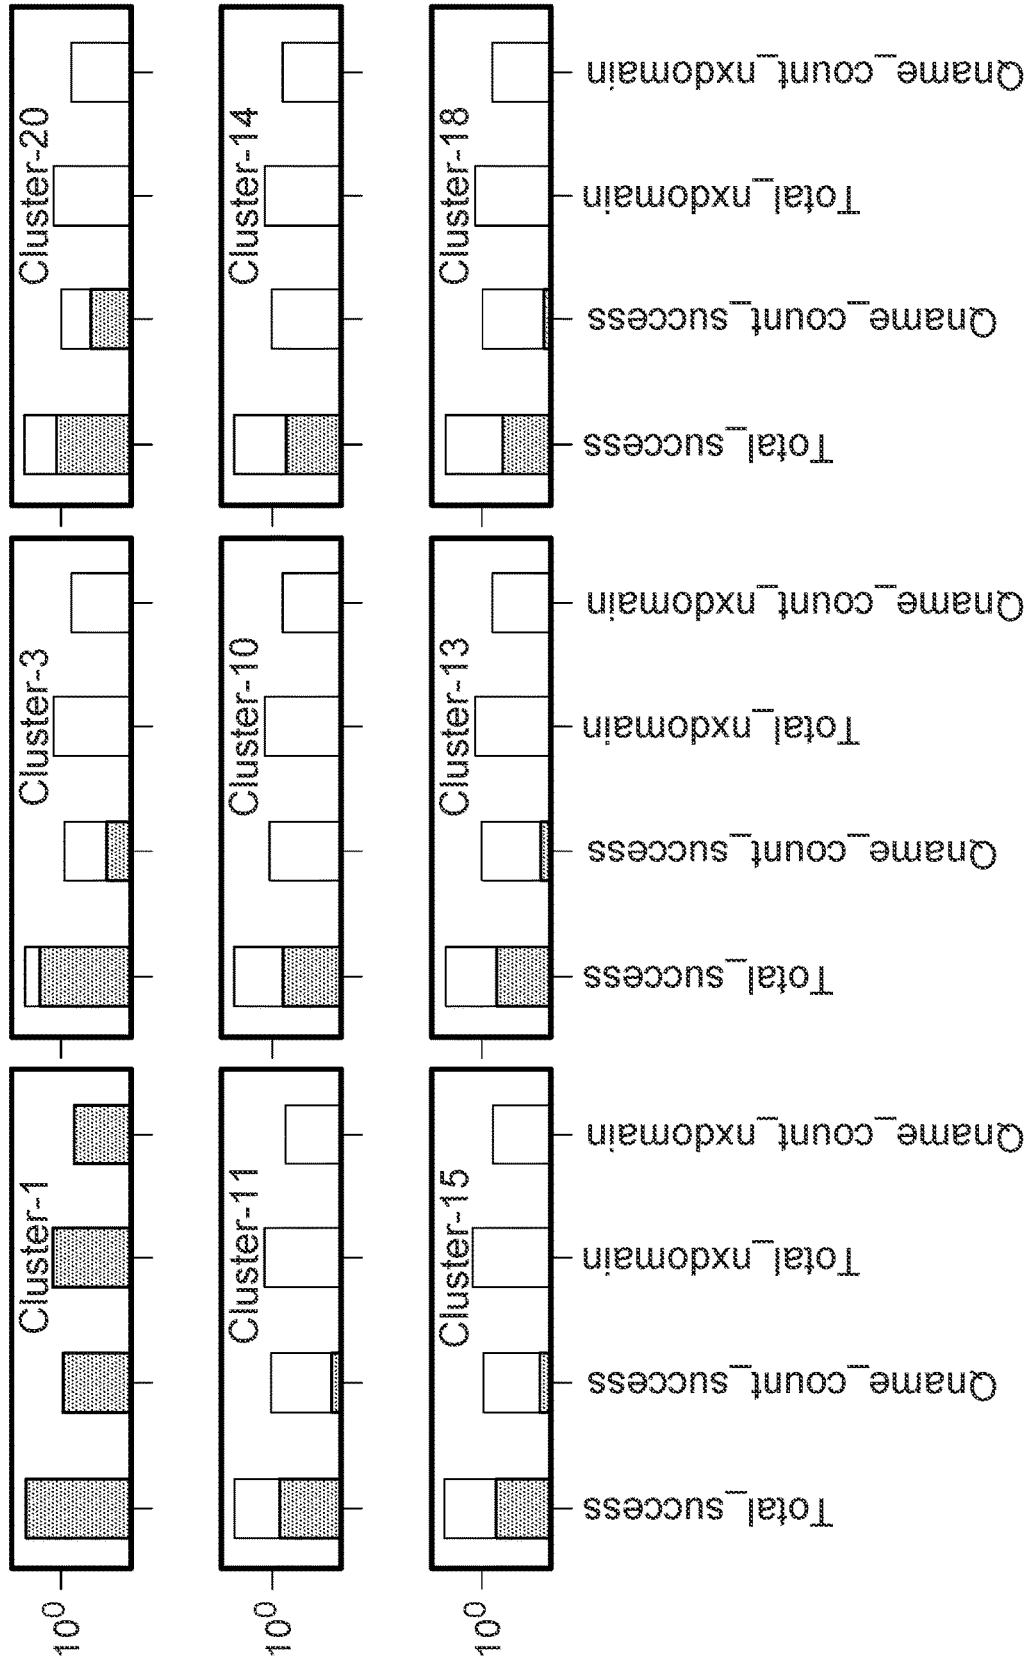 Cluster-1
Cluster-3
Cluster-20
10⁰
Cluster-11
Cluster-10
Cluster-14
10⁰
Cluster-15
Cluster-13
Cluster-18
10⁰
Total_success
Qname_count_success
Total_nxdomain
Qname_count_nxdomain
Total_success
Qname_count_success
Total_nxdomain
Qname_count_nxdomain
Total_success
Qname_count_success
Total_nxdomain
Qname_count_nxdomain